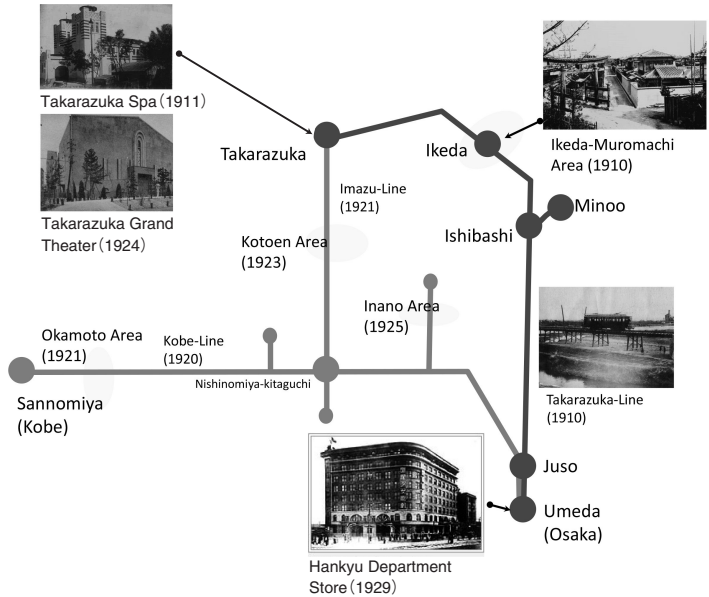 Takarazuka Spa（1911）
Takarazuka Grand
Theater（1924）
Takarazuka
Ikeda
Ikeda-Muromachi
Area (1910)
Minoo
Ishibashi
Imazu-Line
(1921)
Kotoen Area
(1923)
Inano Area
(1925)
Okamoto Area
(1921)
Kobe-Line
(1920)
Nishinomiya-kitaguchi
Sannomiya
(Kobe)
Takarazuka-Line
(1910)
Juso
Umeda
(Osaka)
Hankyu Department
Store（1929）